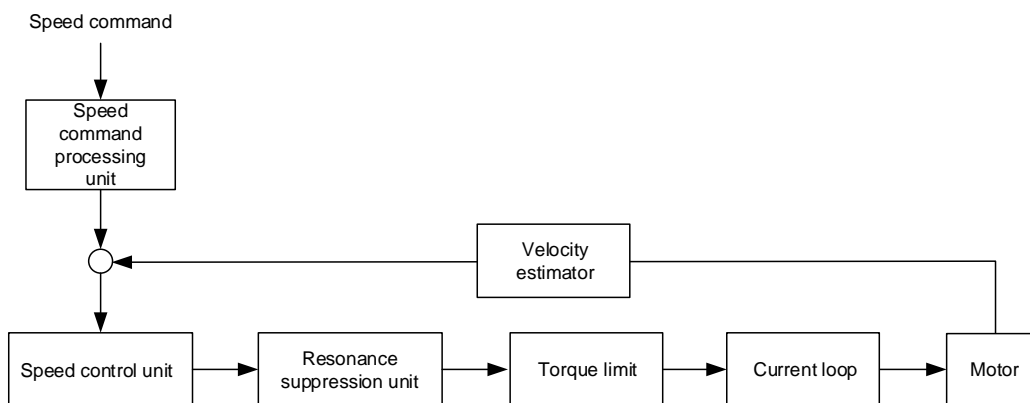 Speed command
Speed
command
processing
unit
Velocity
estimator
Speed control unit
Resonance
suppression unit
Torque limit
Current loop
Motor